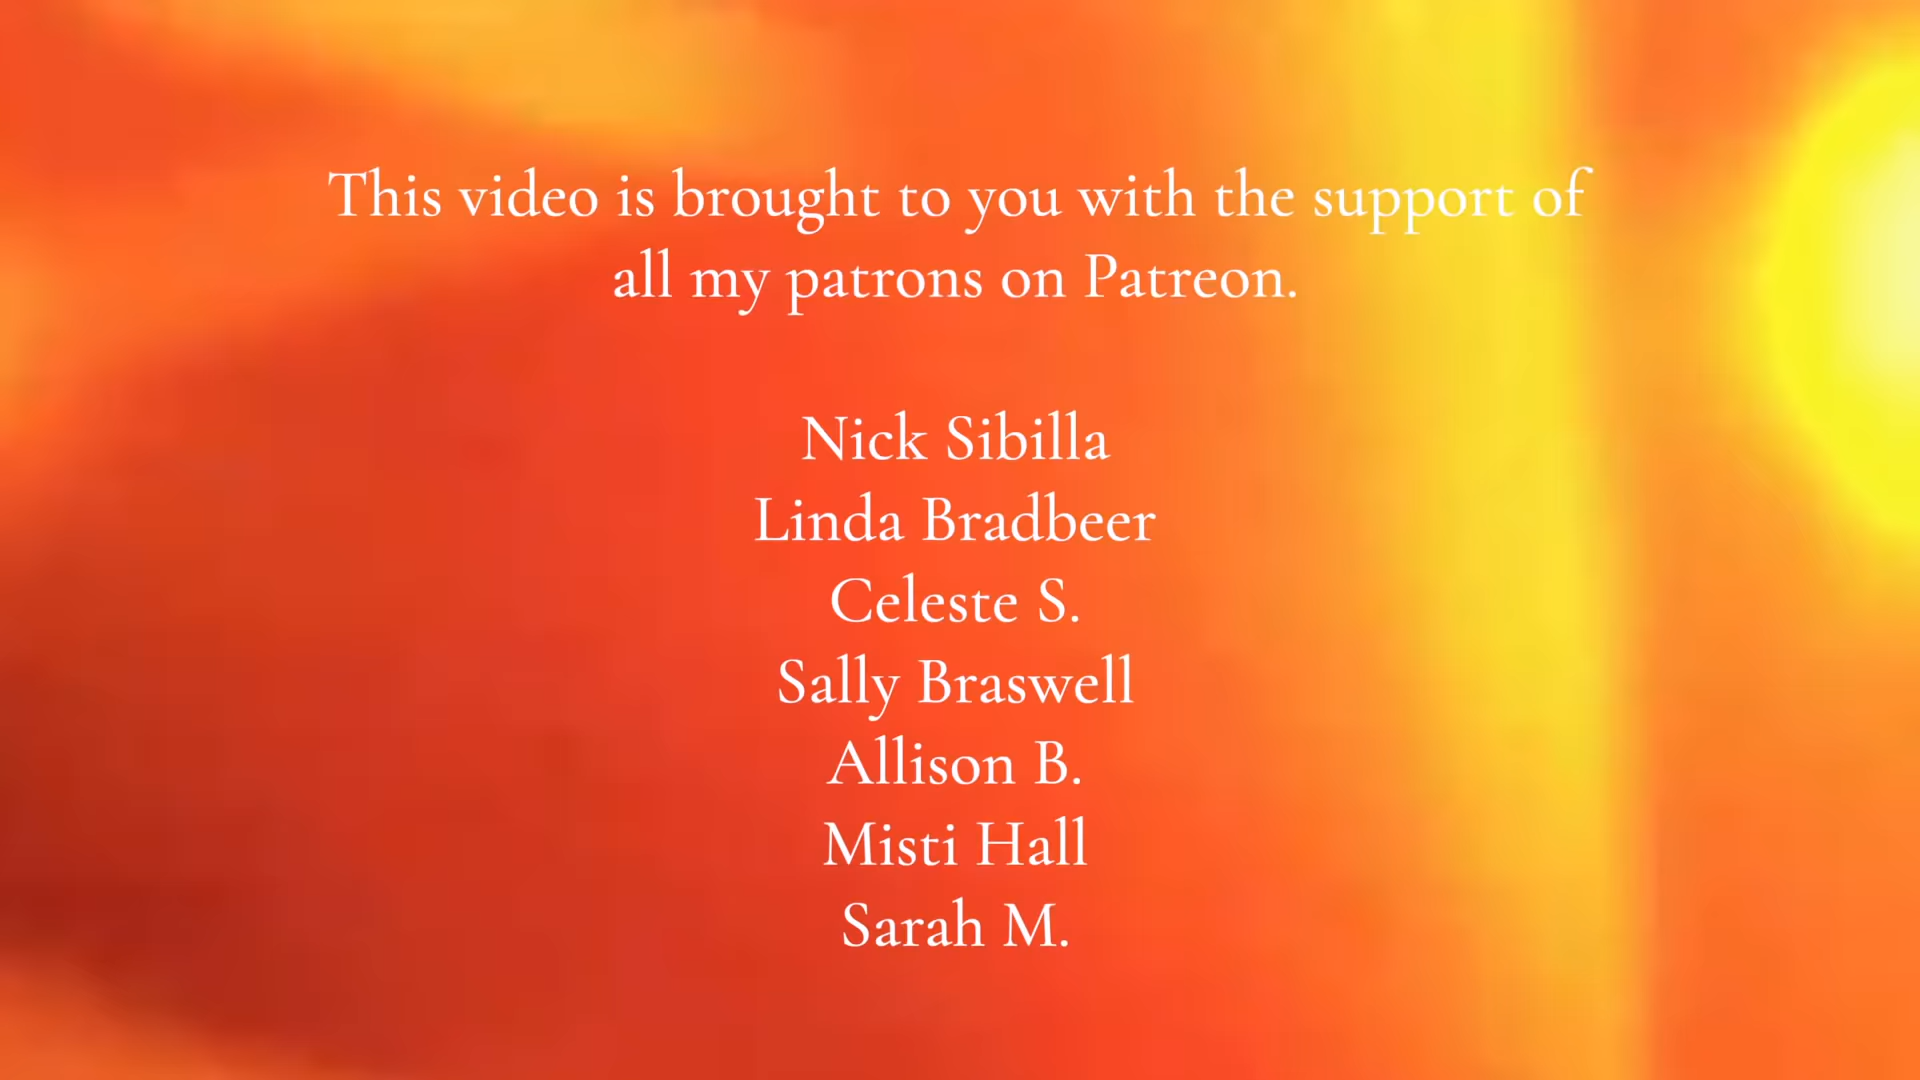 This video is brought to you with the support of
all my patrons on Patreon.
Nick Sibilla
Linda Bradbeer
Celeste S.
Sally Braswell
Allison B.
Misti Hall
Sarah M.